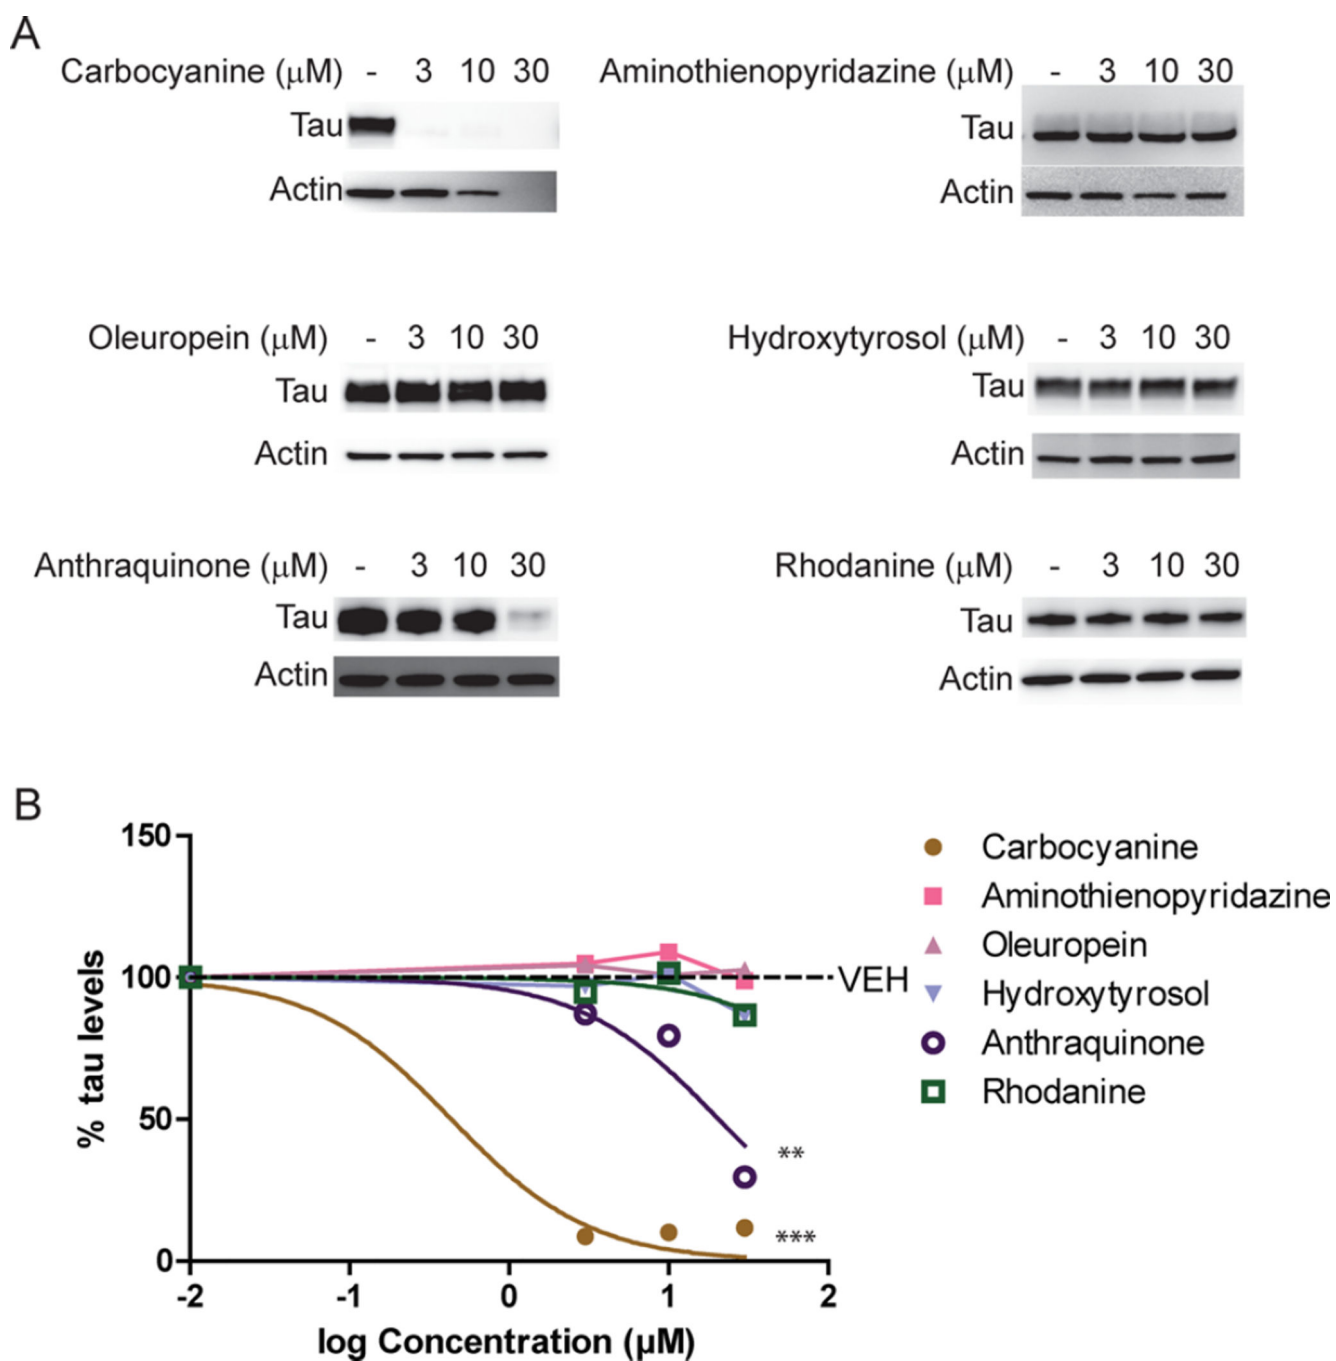 A
Carbocyanine (μM) - 3 10 30
Tau
Actin
Aminothienopyridazine (μM) - 3 10 30
Tau
Actin
Oleuropein (μM) - 3 10 30
Tau
Actin
Hydroxytyrosol (μM) - 3 10 30
Tau
Actin
Anthraquinone (μM) - 3 10 30
Tau
Actin
Rhodanine (μM) - 3 10 30
Tau
Actin
B
% tau levels
150
100
50
0
-2 -1 0 1 2
log Concentration (μM)
VEH
**
***
Carbocyanine
Aminothienopyridazine
Oleuropein
Hydroxytyrosol
Anthraquinone
Rhodanine